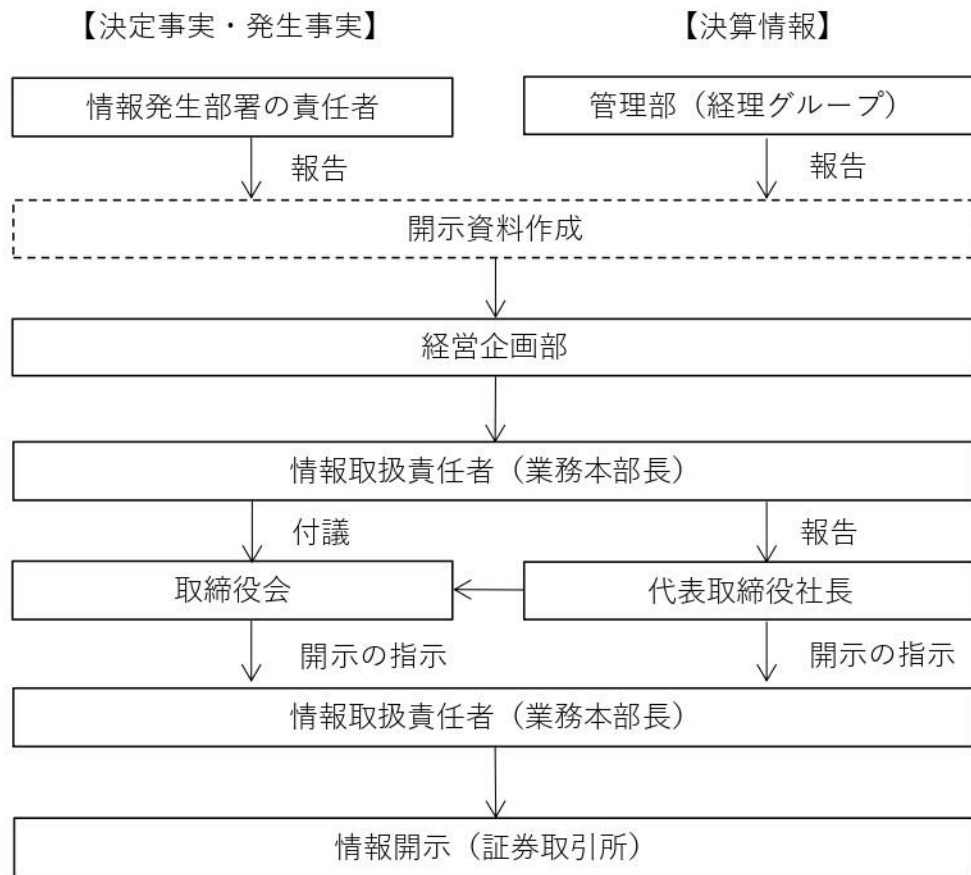 【決定事実・発生事実】
【決算情報】
情報発生部署の責任者
管理部（経理グループ）
報告
報告
開示資料作成
経営企画部
情報取扱責任者（業務本部長）
付議
報告
取締役会
代表取締役社長
開示の指示
開示の指示
情報取扱責任者（業務本部長）
情報開示（証券取引所）